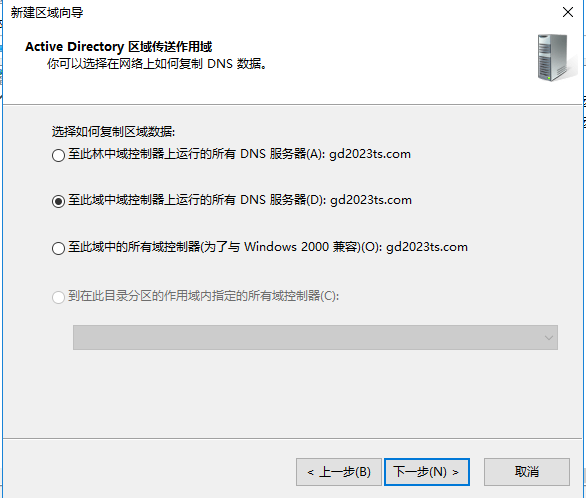 新建区域向导
Active Directory 区域传送作用域
你可以选择在网络上如何复制 DNS 数据。
选择如何复制区域数据:
至此林中域控制器上运行的所有 DNS 服务器(A): gd2023ts.com
至此域中域控制器上运行的所有 DNS 服务器(D): gd2023ts.com
至此域中的所有域控制器(为了与 Windows 2000 兼容)(O): gd2023ts.com
到在此目录分区的作用域内指定的所有域控制器(C):
< 上一步(B)
下一步(N) >
取消